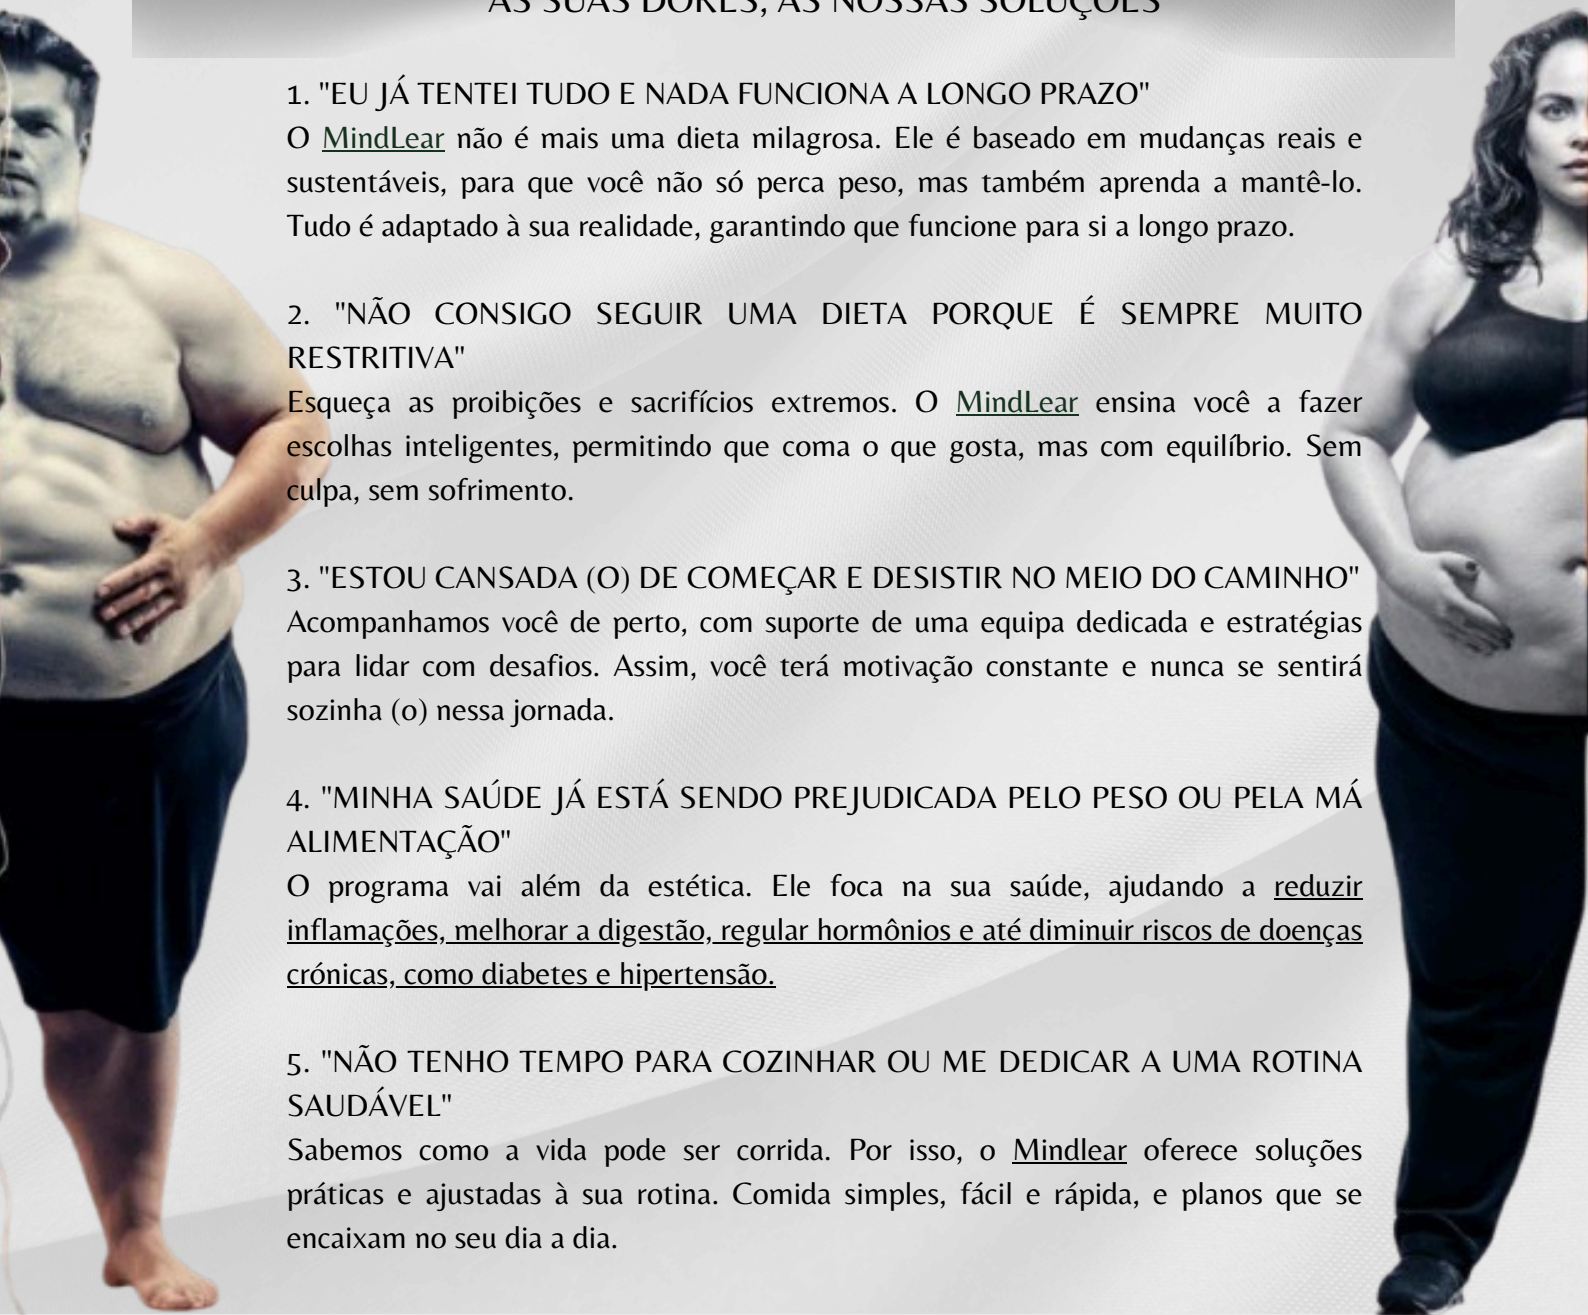 AS SUAS DORES, AS NOSSAS SOLUÇÕES
1. "EU JÁ TENTEI TUDO E NADA FUNCIONA A LONGO PRAZO"
O MindLear não é mais uma dieta milagrosa. Ele é baseado em mudanças reais e
sustentáveis, para que você não só perca peso, mas também aprenda a mantê-lo.
Tudo é adaptado à sua realidade, garantindo que funcione para si a longo prazo.
2. "NÃO CONSIGO SEGUIR UMA DIETA PORQUE É SEMPRE MUITO
RESTRITIVA"
Esqueça as proibições e sacrifícios extremos. O MindLear ensina você a fazer
escolhas inteligentes, permitindo que coma o que gosta, mas com equilíbrio. Sem
culpa, sem sofrimento.
3. "ESTOU CANSADA (O) DE COMEÇAR E DESISTIR NO MEIO DO CAMINHO"
Acompanhamos você de perto, com suporte de uma equipa dedicada e estratégias
para lidar com desafios. Assim, você terá motivação constante e nunca se sentirá
sozinha (o) nessa jornada.
4. "MINHA SAÚDE JÁ ESTÁ SENDO PREJUDICADA PELO PESO OU PELA MÁ
ALIMENTAÇÃO"
O programa vai além da estética. Ele foca na sua saúde, ajudando a reduzir
inflamações, melhorar a digestão, regular hormônios e até diminuir riscos de doenças
crónicas, como diabetes e hipertensão.
5. "NÃO TENHO TEMPO PARA COZINHAR OU ME DEDICAR A UMA ROTINA
SAUDÁVEL"
Sabemos como a vida pode ser corrida. Por isso, o Mindlear oferece soluções
práticas e ajustadas à sua rotina. Comida simples, fácil e rápida, e planos que se
encaixam no seu dia a dia.